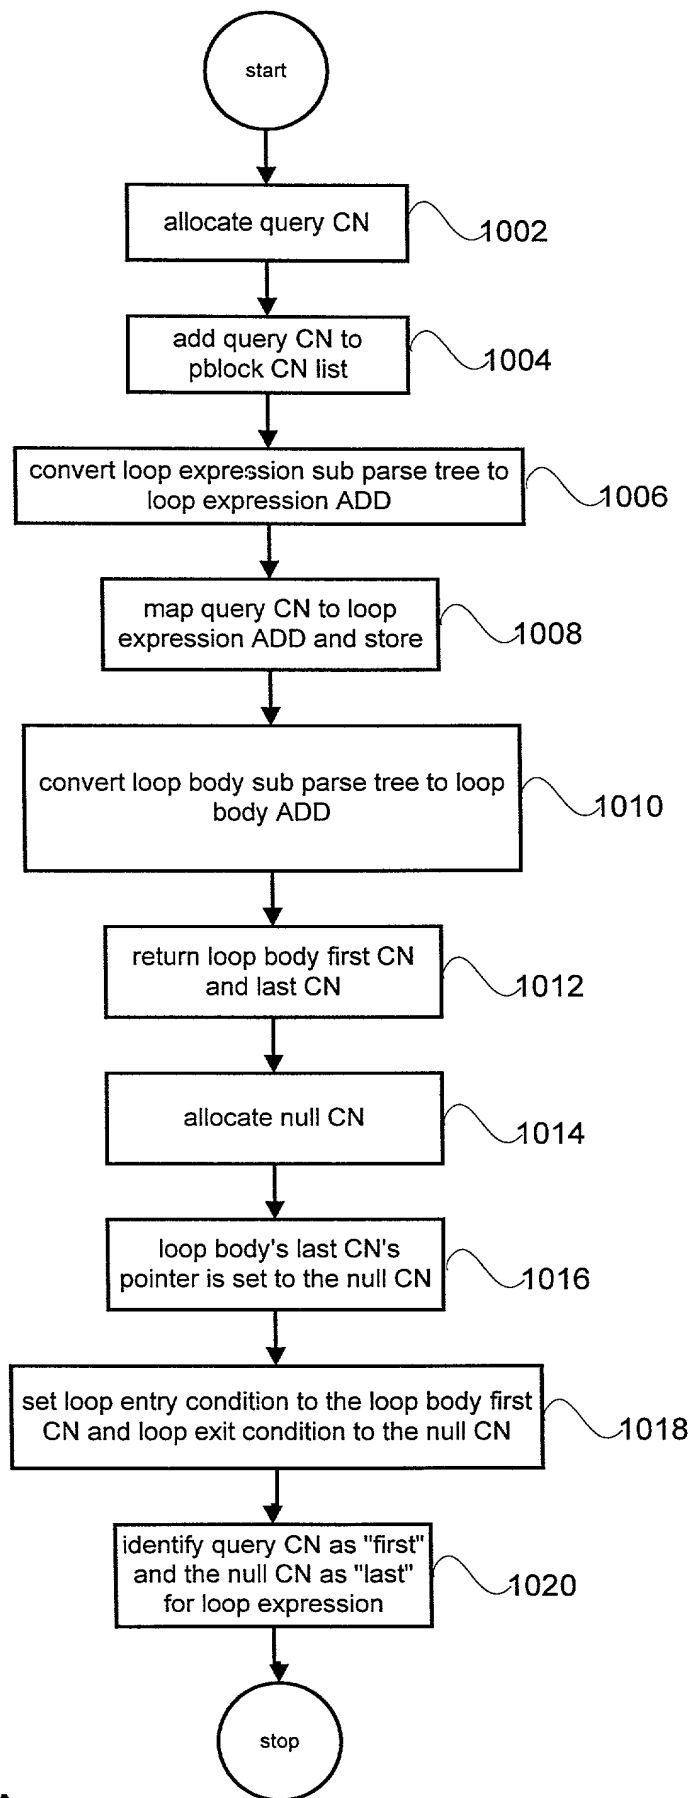 start
allocate query CN
1002
add query CN to
pblock CN list
1004
convert loop expression sub parse tree to
loop expression ADD
1006
map query CN to loop
expression ADD and store
1008
convert loop body sub parse tree to loop
body ADD
1010
return loop body first CN
and last CN
1012
allocate null CN
1014
loop body's last CN's
pointer is set to the null CN
1016
set loop entry condition to the loop body first
CN and loop exit condition to the null CN
1018
identify query CN as "first"
and the null CN as "last"
for loop expression
1020
stop